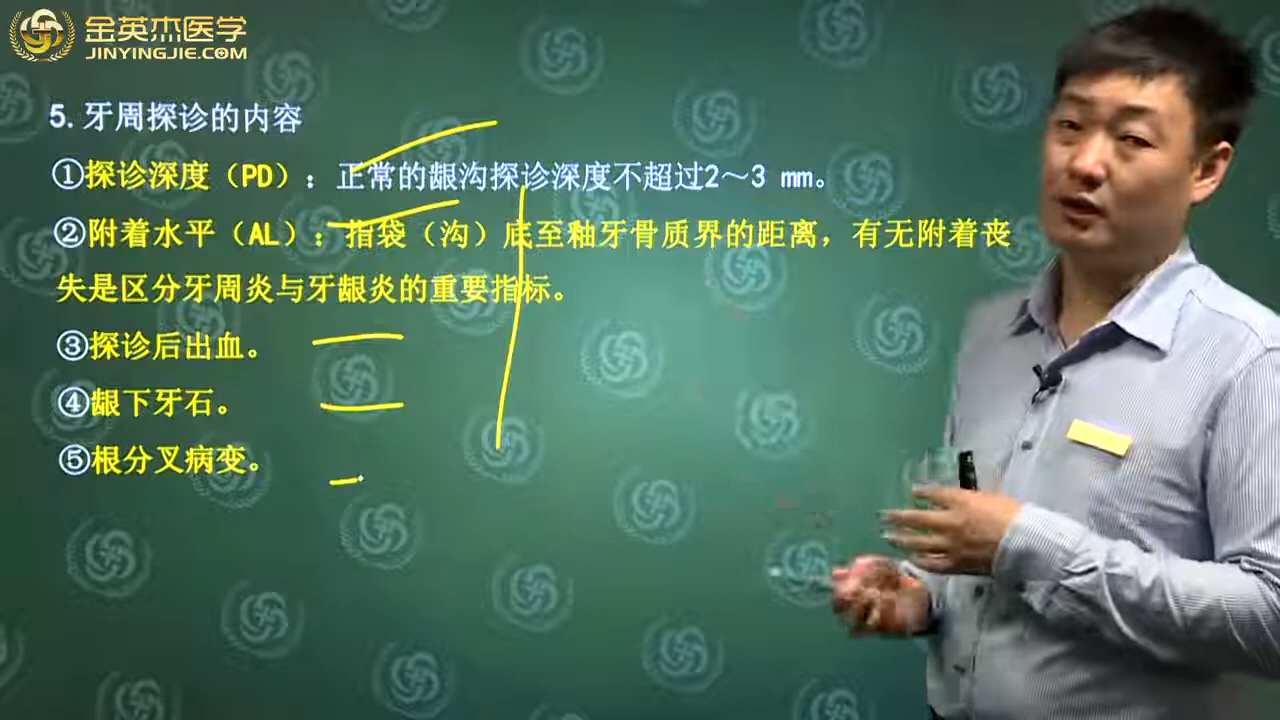 金英杰医学
JINYINGJIE.COM
5. 牙周探诊的内容
①探诊深度（PD）：正常的龈沟探诊深度不超过2～3 mm。
②附着水平（AL）：指袋（沟）底至釉牙骨质界的距离，有无附着丧
失是区分牙周炎与牙龈炎的重要指标。
③探诊后出血。
④龈下牙石。
⑤根分叉病变。